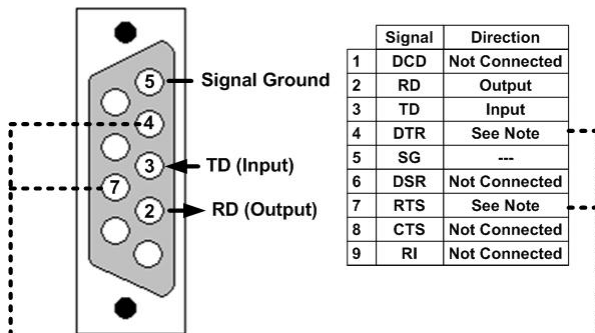 5 Signal Ground
4
3 TD (Input)
7
2 RD (Output)
Signal Direction
1 DCD Not Connected
2 RD Output
3 TD Input
4 DTR See Note
5 SG ---
6 DSR Not Connected
7 RTS See Note
8 CTS Not Connected
9 RI Not Connected